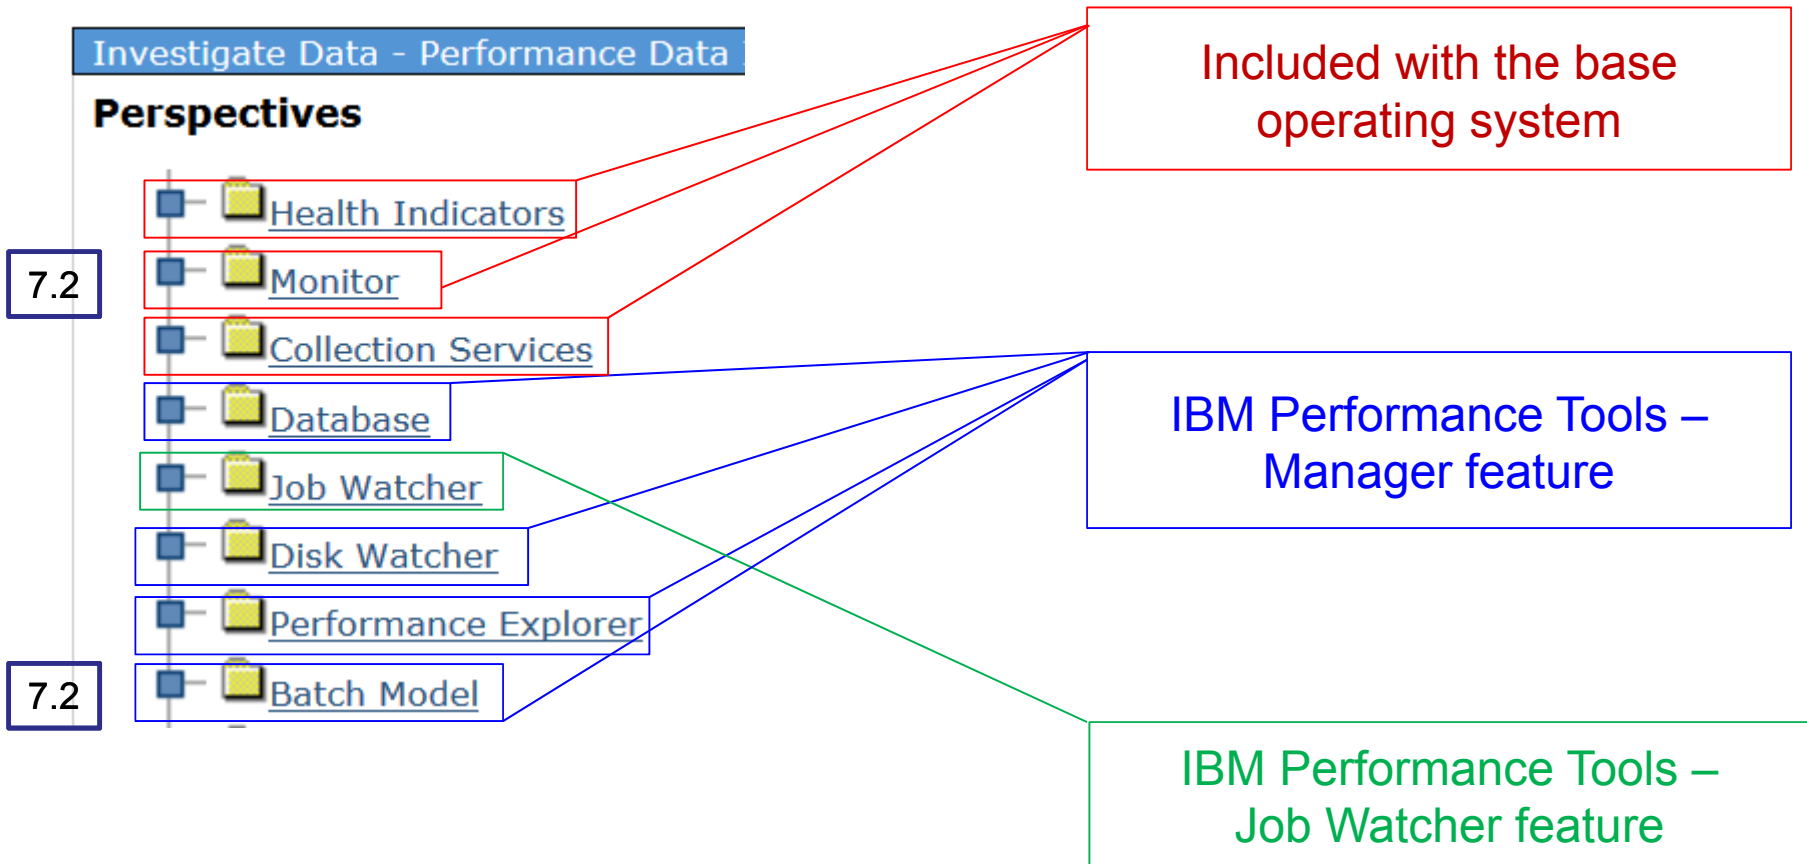 Investigate Data - Performance Data
Perspectives
Health Indicators
7.2
Monitor
Collection Services
Database
Job Watcher
Disk Watcher
Performance Explorer
7.2
Batch Model
Included with the base
operating system
IBM Performance Tools –
Manager feature
IBM Performance Tools –
Job Watcher feature